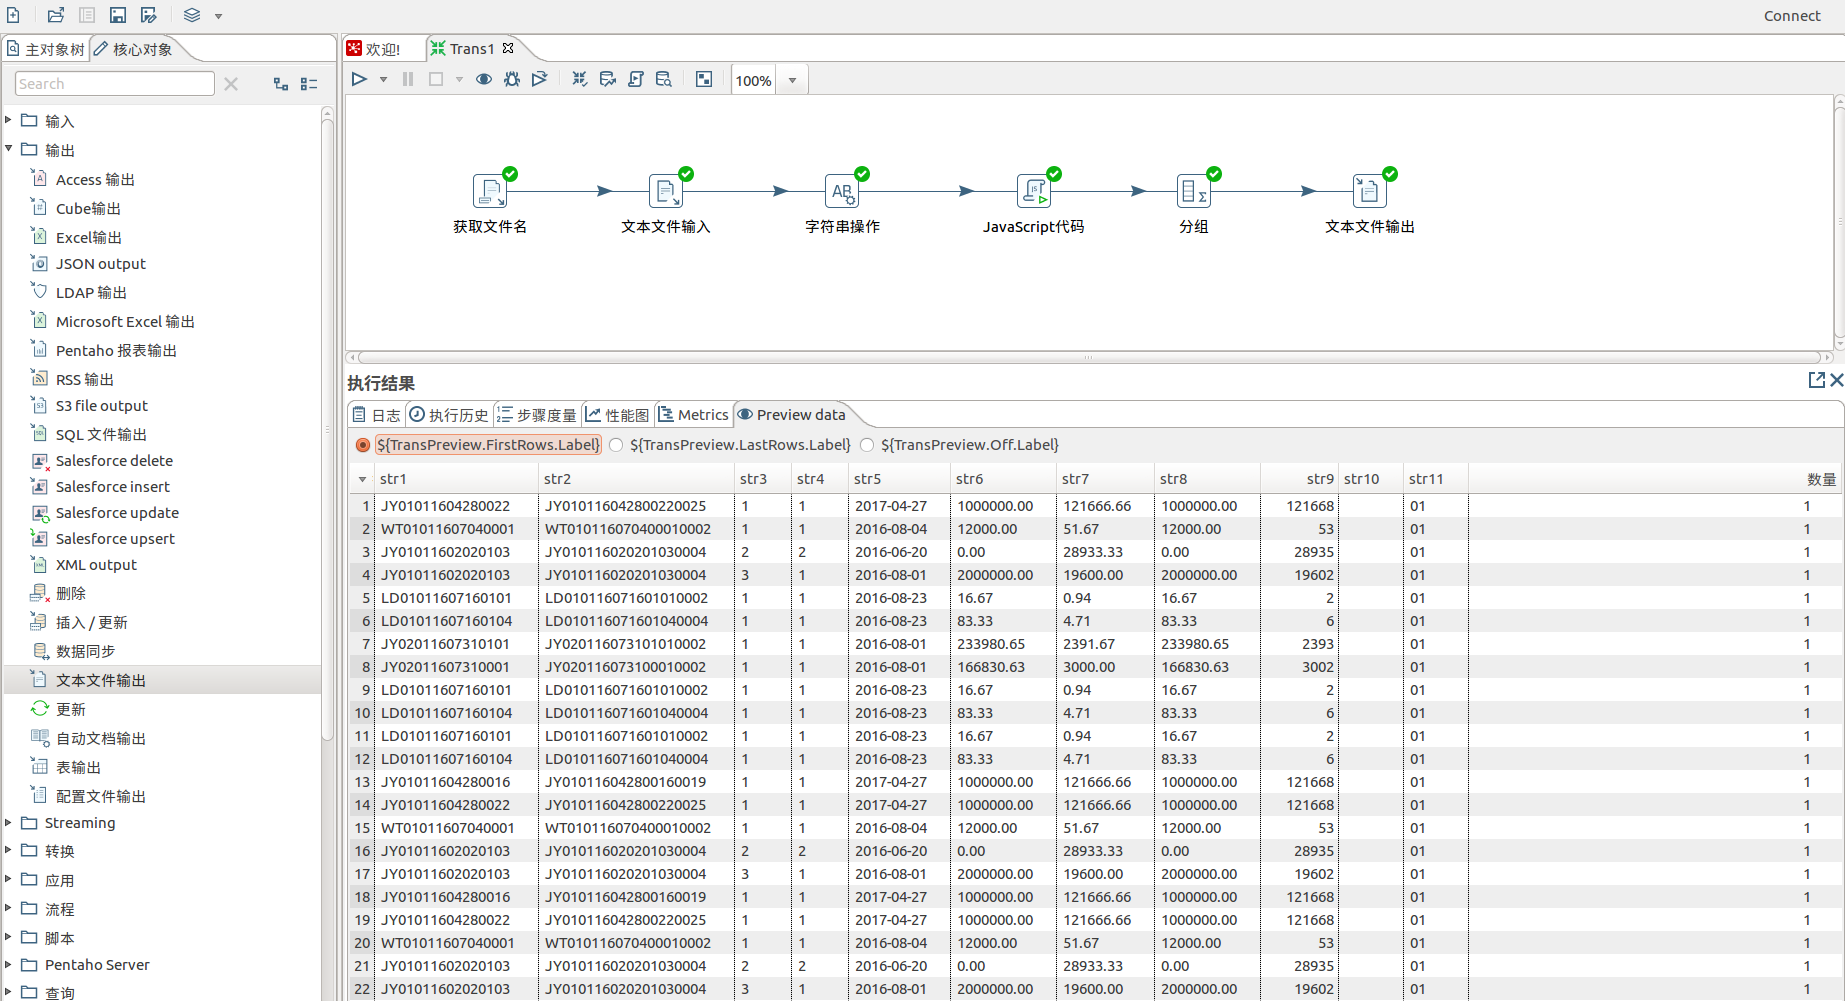 Connect
主对象树 核心对象
欢迎! Trans1
Search
100%
输入
输出
Access 输出
Cube输出
Excel输出
JSON output
LDAP 输出
Microsoft Excel 输出
Pentaho 报表输出
RSS 输出
S3 file output
SQL 文件输出
Salesforce delete
Salesforce insert
Salesforce update
Salesforce upsert
XML output
删除
插入 / 更新
数据同步
文本文件输出
更新
自动文档输出
表输出
配置文件输出
Streaming
转换
应用
流程
脚本
Pentaho Server
查询
获取文件名 文本文件输入 字符串操作 JavaScript代码 分组 文本文件输出
执行结果
日志 执行历史 步骤度量 性能图 Metrics Preview data
${TransPreview.FirstRows.Label} ${TransPreview.LastRows.Label} ${TransPreview.Off.Label}
str1 str2 str3 str4 str5 str6 str7 str8 str9 str10 str11 数量
1 JY01011604280022 JY010116042800220025 1 1 2017-04-27 1000000.00 121666.66 1000000.00 121668 01 1
2 WT01011607040001 WT010116070400010002 1 1 2016-08-04 12000.00 51.67 12000.00 53 01 1
3 JY01011602020103 JY010116020201030004 2 2 2016-06-20 0.00 28933.33 0.00 28935 01 1
4 JY01011602020103 JY010116020201030004 3 1 2016-08-01 2000000.00 19600.00 2000000.00 19602 01 1
5 LD01011607160101 LD010116071601010002 1 1 2016-08-23 16.67 0.94 16.67 2 01 1
6 LD01011607160104 LD010116071601040004 1 1 2016-08-23 83.33 4.71 83.33 6 01 1
7 JY02011607310101 JY020116073101010002 1 1 2016-08-01 233980.65 2391.67 233980.65 2393 01 1
8 JY02011607310001 JY020116073100010002 1 1 2016-08-01 166830.63 3000.00 166830.63 3002 01 1
9 LD01011607160101 LD010116071601010002 1 1 2016-08-23 16.67 0.94 16.67 2 01 1
10 LD01011607160104 LD010116071601040004 1 1 2016-08-23 83.33 4.71 83.33 6 01 1
11 LD01011607160101 LD010116071601010002 1 1 2016-08-23 16.67 0.94 16.67 2 01 1
12 LD01011607160104 LD010116071601040004 1 1 2016-08-23 83.33 4.71 83.33 6 01 1
13 JY01011604280016 JY010116042800160019 1 1 2017-04-27 1000000.00 121666.66 1000000.00 121668 01 1
14 JY01011604280022 JY010116042800220025 1 1 2017-04-27 1000000.00 121666.66 1000000.00 121668 01 1
15 WT01011607040001 WT010116070400010002 1 1 2016-08-04 12000.00 51.67 12000.00 53 01 1
16 JY01011602020103 JY010116020201030004 2 2 2016-06-20 0.00 28933.33 0.00 28935 01 1
17 JY01011602020103 JY010116020201030004 3 1 2016-08-01 2000000.00 19600.00 2000000.00 19602 01 1
18 JY01011604280016 JY010116042800160019 1 1 2017-04-27 1000000.00 121666.66 1000000.00 121668 01 1
19 JY01011604280022 JY010116042800220025 1 1 2017-04-27 1000000.00 121666.66 1000000.00 121668 01 1
20 WT01011607040001 WT010116070400010002 1 1 2016-08-04 12000.00 51.67 12000.00 53 01 1
21 JY01011602020103 JY010116020201030004 2 2 2016-06-20 0.00 28933.33 0.00 28935 01 1
22 JY01011602020103 JY010116020201030004 3 1 2016-08-01 2000000.00 19600.00 2000000.00 19602 01 1